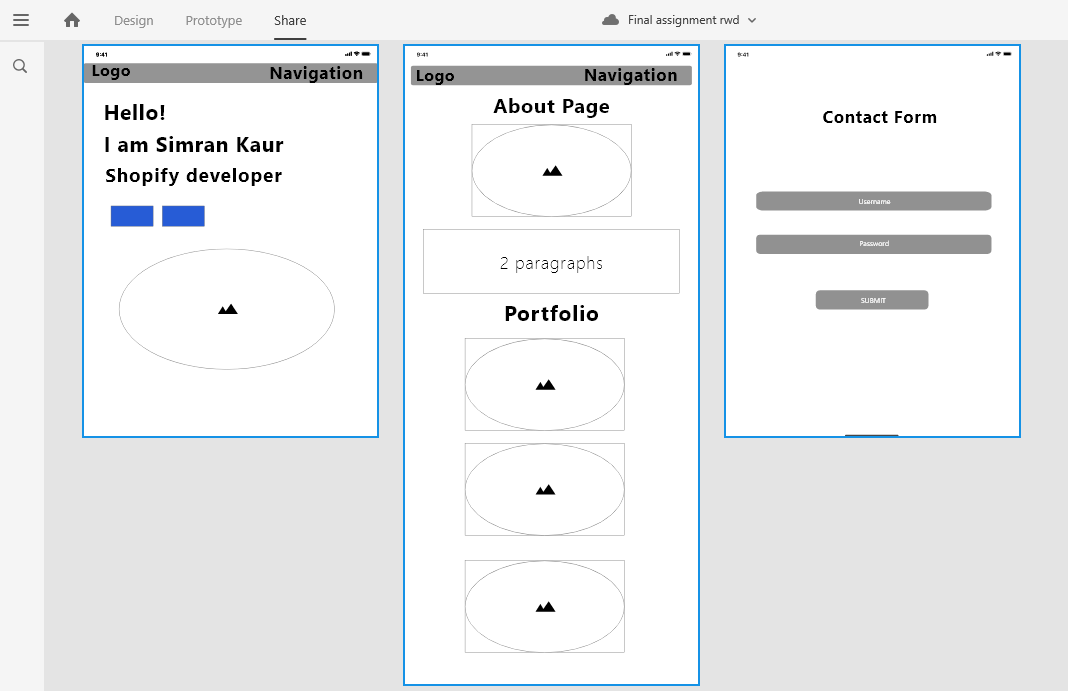 Design Prototype Share Final assignment rwd
9:41
Logo Navigation
Hello!
I am Simran Kaur
Shopify developer
9:41
Logo Navigation
About Page
2 paragraphs
Portfolio
9:41
Contact Form
Username
Password
SUBMIT